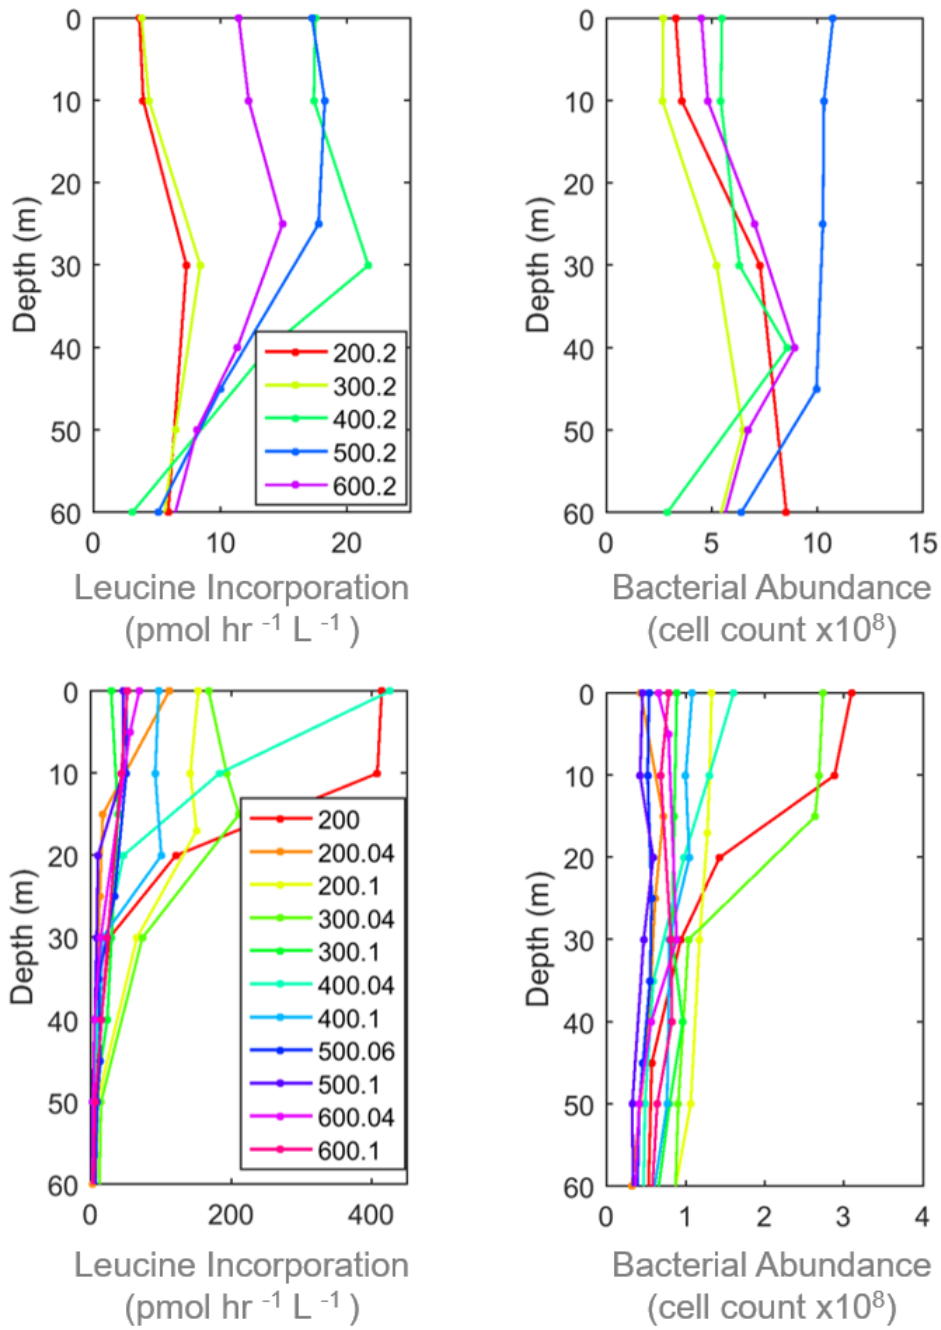 0
10
20
30
40
50
60
Depth (m)
200.2
300.2
400.2
500.2
600.2
0 10 20
Leucine Incorporation
(pmol hr -1 L -1 )
0
10
20
30
40
50
60
Depth (m)
0 5 10 15
Bacterial Abundance
(cell count x10⁸)
0
10
20
30
40
50
60
Depth (m)
200
200.04
200.1
300.04
300.1
400.04
400.1
500.06
500.1
600.04
600.1
0 200 400
Leucine Incorporation
(pmol hr -1 L -1 )
0
10
20
30
40
50
60
Depth (m)
0 1 2 3 4
Bacterial Abundance
(cell count x10⁸)